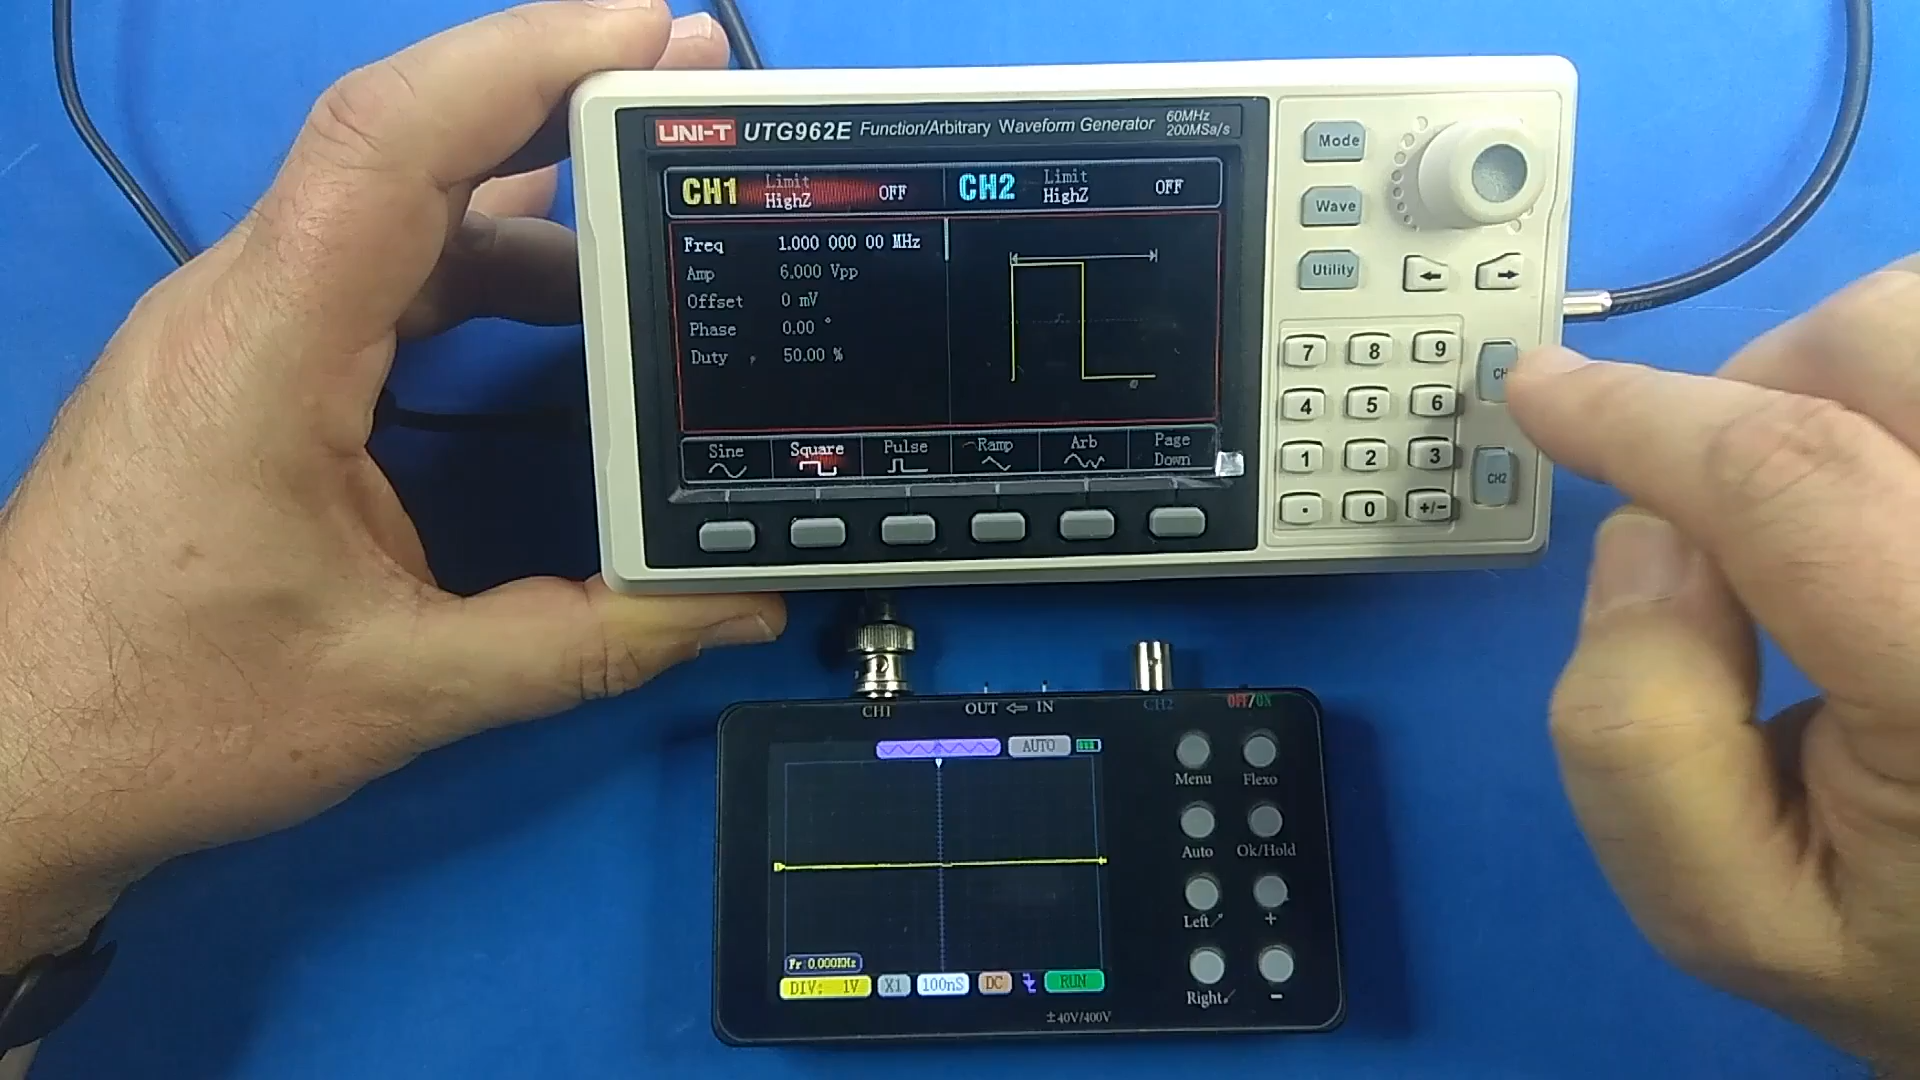 UNI-T UTG962E Function/Arbitrary Waveform Generator 60MHz 200MSa/s
CH1 Limit HighZ OFF CH2 Limit HighZ OFF
Freq 1.000 000 00 MHz
Amp 6.000 Vpp
Offset 0 mV
Phase 0.00 °
Duty 50.00 %
Sine Square Pulse Ramp Arb Page Down
Mode
Wave
Utility
7 8 9
4 5 6
1 2 3
. 0 +/-
CH2
CH1 OUT ⇐ IN CH2 OFF/ON
AUTO
Fr:0.000KHz
DIV: 1V X1 100nS DC RUN
Menu Flexo
Auto Ok/Hold
Left +
Right -
±40V/400V